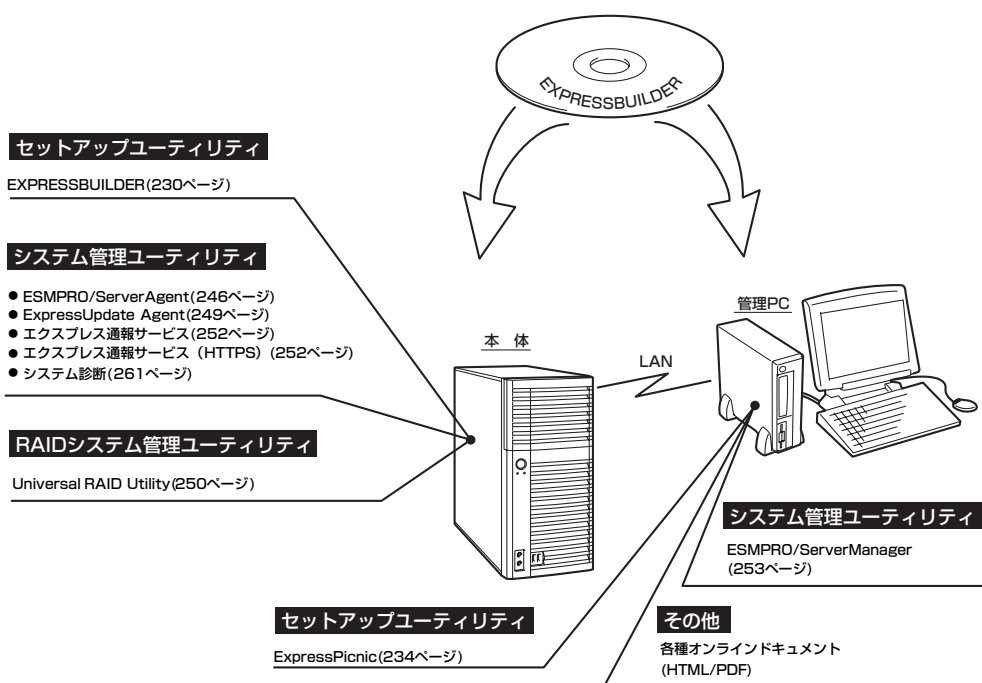 EXPRESSBUILDER
セットアップユーティリティ
EXPRESSBUILDER(230ページ)
システム管理ユーティリティ
● ESMPRO/ServerAgent(246ページ)
● ExpressUpdate Agent(249ページ)
● エクスプレス通報サービス(252ページ)
● エクスプレス通報サービス（HTTPS）(252ページ)
● システム診断(261ページ)
RAIDシステム管理ユーティリティ
Universal RAID Utility(250ページ)
本 体
LAN
管理PC
システム管理ユーティリティ
ESMPRO/ServerManager
(253ページ)
セットアップユーティリティ
ExpressPicnic(234ページ)
その他
各種オンラインドキュメント
(HTML/PDF)